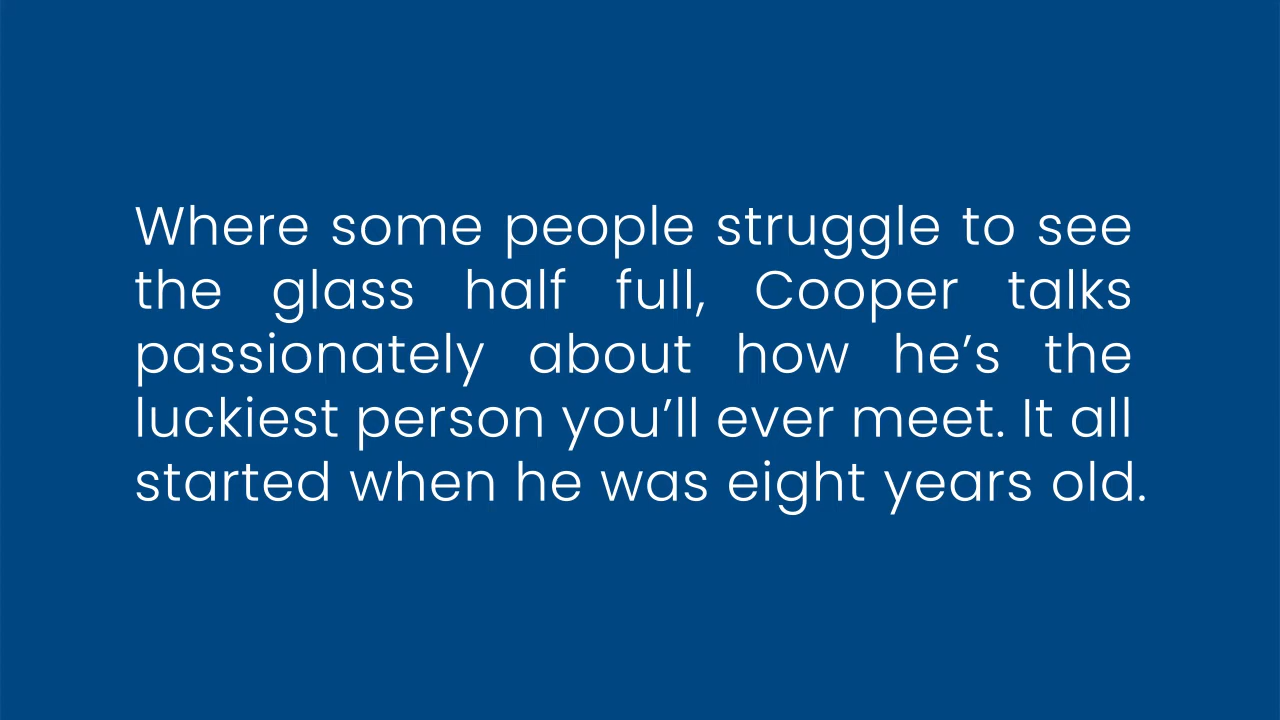 Where some people struggle to see
the glass half full, Cooper talks
passionately about how he’s the
luckiest person you’ll ever meet. It all
started when he was eight years old.